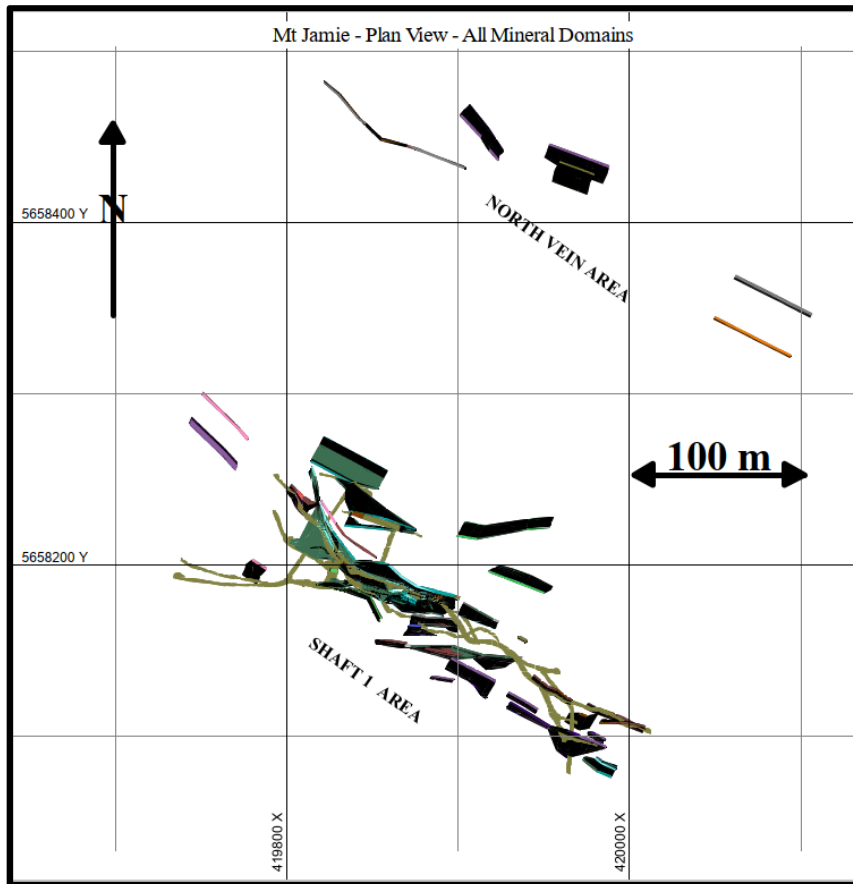 Mt Jamie - Plan View - All Mineral Domains
N
5658400 Y
NORTH VEIN AREA
100 m
5658200 Y
SHAFT 1 AREA
419800 X
420000 X